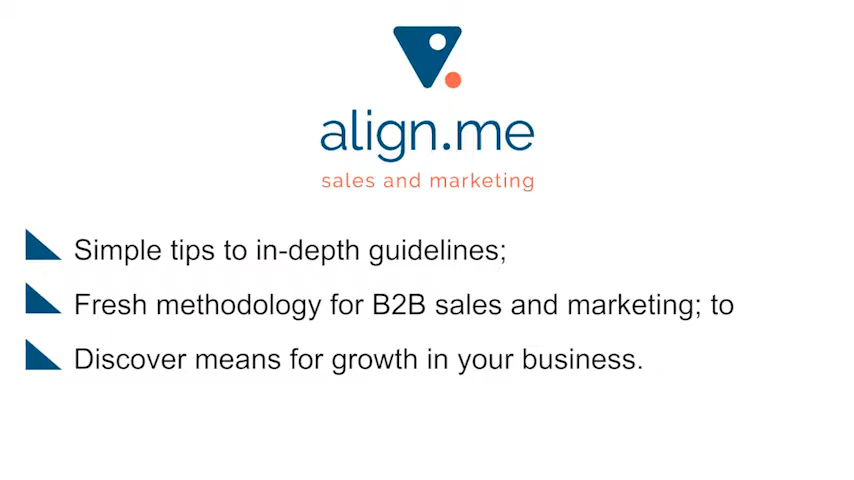 align.me
sales and marketing
Simple tips to in-depth guidelines;
Fresh methodology for B2B sales and marketing; to
Discover means for growth in your business.